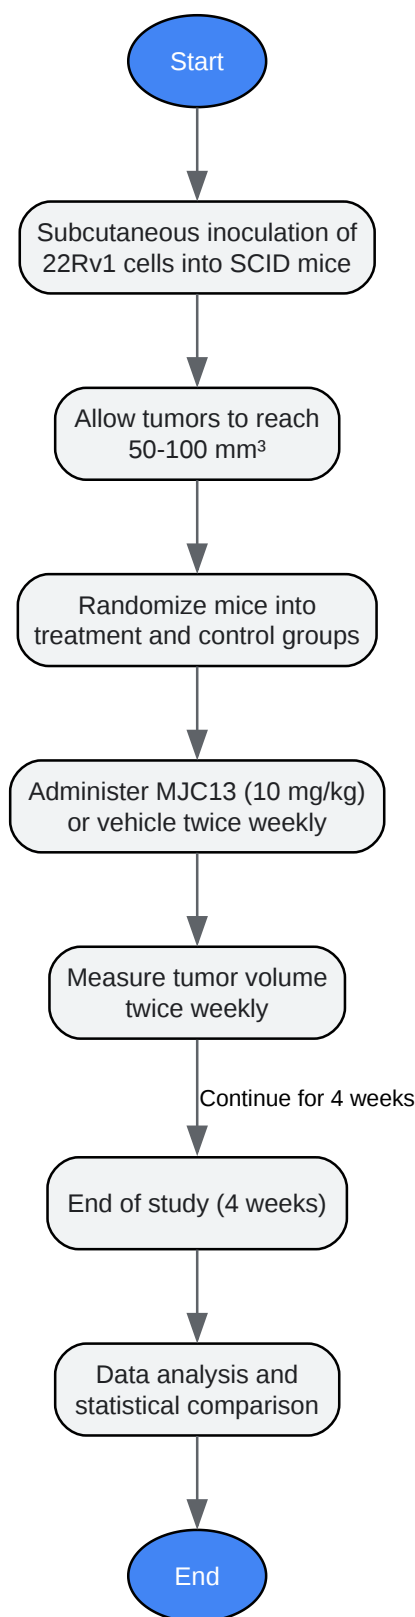 Start
Subcutaneous inoculation of
22Rv1 cells into SCID mice
Allow tumors to reach
50-100 mm³
Randomize mice into
treatment and control groups
Administer MJC13 (10 mg/kg)
or vehicle twice weekly
Measure tumor volume
twice weekly
Continue for 4 weeks
End of study (4 weeks)
Data analysis and
statistical comparison
End